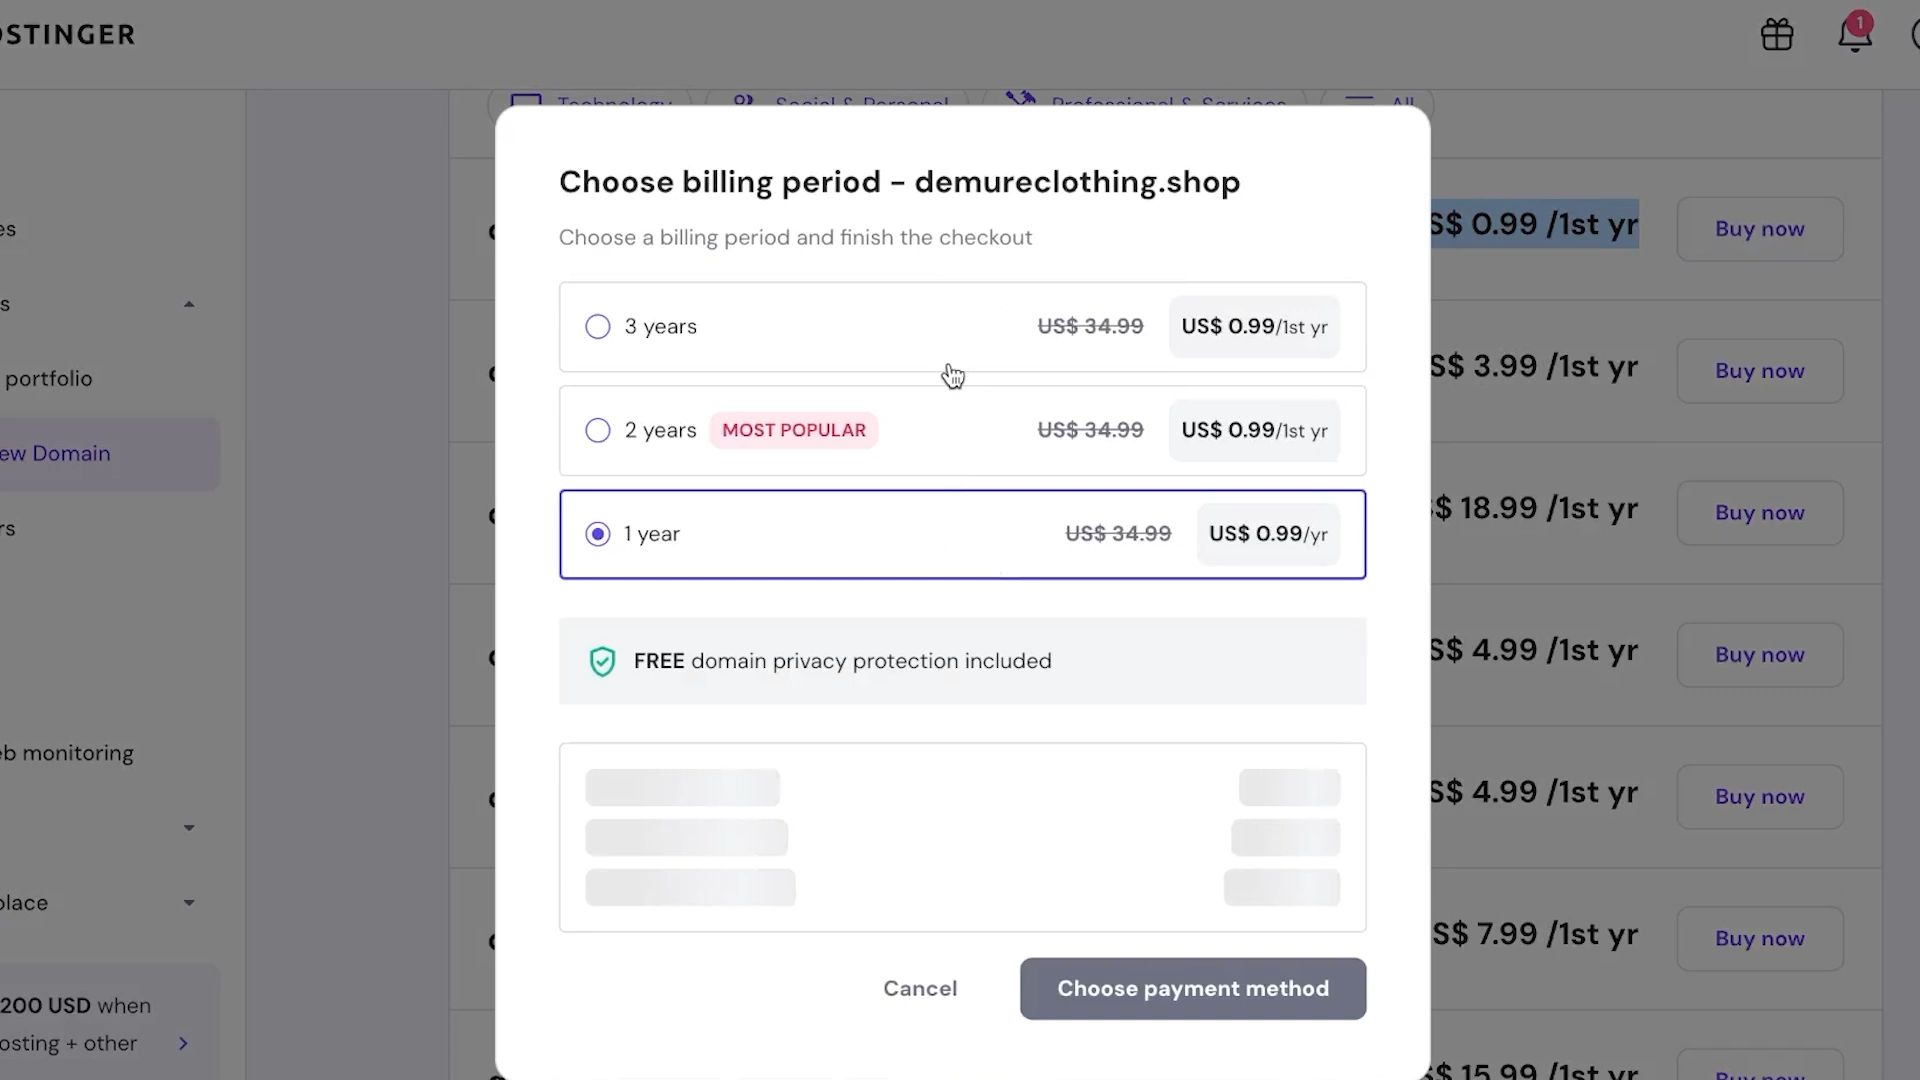 OSTINGER
1
Technology
Social & Personal
Professional & Services
All
Choose billing period – demureclothing.shop
Choose a billing period and finish the checkout
3 years
US$ 34.99
US$ 0.99/1st yr
2 years
MOST POPULAR
US$ 34.99
US$ 0.99/1st yr
1 year
US$ 34.99
US$ 0.99/yr
FREE domain privacy protection included
Cancel
Choose payment method
es
s
portfolio
ew Domain
rs
eb monitoring
place
200 USD when
osting + other
S$ 0.99 /1st yr
Buy now
S$ 3.99 /1st yr
Buy now
$ 18.99 /1st yr
Buy now
S$ 4.99 /1st yr
Buy now
S$ 4.99 /1st yr
Buy now
S$ 7.99 /1st yr
Buy now
$ 15.99 /1st yr
Buy now